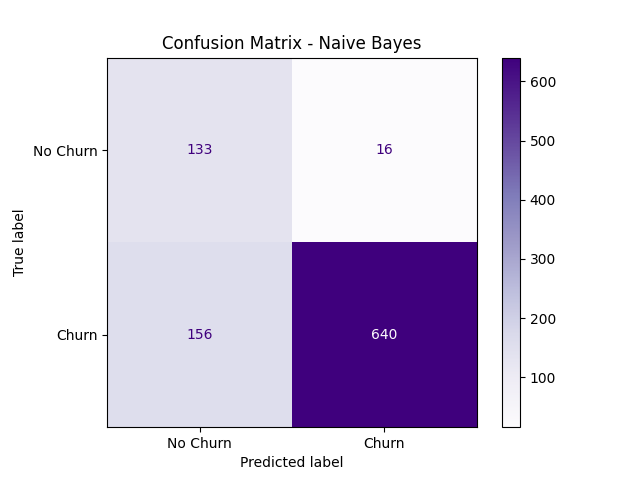 Confusion Matrix - Naive Bayes
No Churn
133
16
Churn
156
640
No Churn
Churn
Predicted label
True label
600
500
400
300
200
100